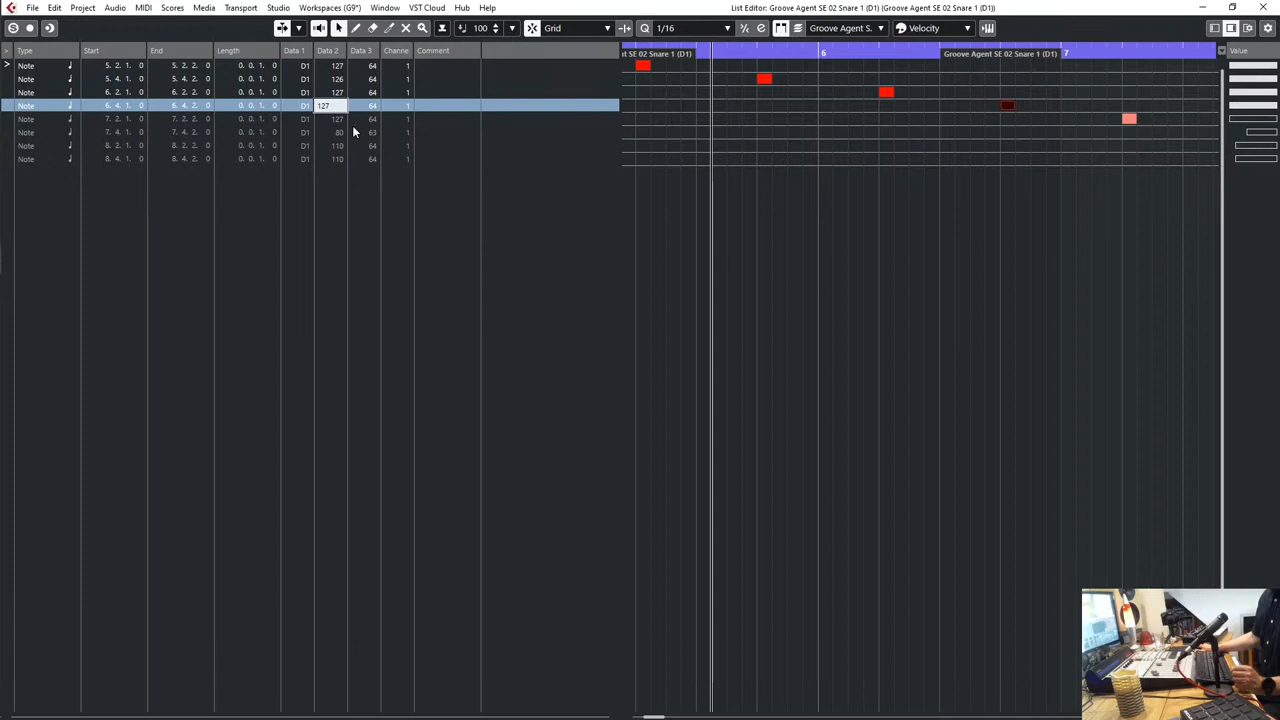 File Edit Project Audio MIDI Scores Media Transport Studio Workspaces (G9*) Window VST Cloud Hub Help List Editor: Groove Agent SE 02 Snare 1 (D1) (Groove Agent SE 02 Snare 1 (D1))
100 Grid 1/16 Groove Agent S. Velocity
> Type Start End Length Data 1 Data 2 Data 3 Channe Comment 6 7 Value
nt SE 02 Snare 1 (D1) Groove Agent SE 02 Snare 1 (D1)
> Note 5. 2. 1. 0 5. 2. 2. 0 0. 0. 1. 0 D1 127 64 1
Note 5. 4. 1. 0 5. 4. 2. 0 0. 0. 1. 0 D1 126 64 1
Note 6. 2. 1. 0 6. 2. 2. 0 0. 0. 1. 0 D1 127 64 1
Note 6. 4. 1. 0 6. 4. 2. 0 0. 0. 1. 0 D1 127 64 1
Note 7. 2. 1. 0 7. 2. 2. 0 0. 0. 1. 0 D1 127 64 1
Note 7. 4. 1. 0 7. 4. 2. 0 0. 0. 1. 0 D1 80 63 1
Note 8. 2. 1. 0 8. 2. 2. 0 0. 0. 1. 0 D1 110 64 1
Note 8. 4. 1. 0 8. 4. 2. 0 0. 0. 1. 0 D1 110 64 1